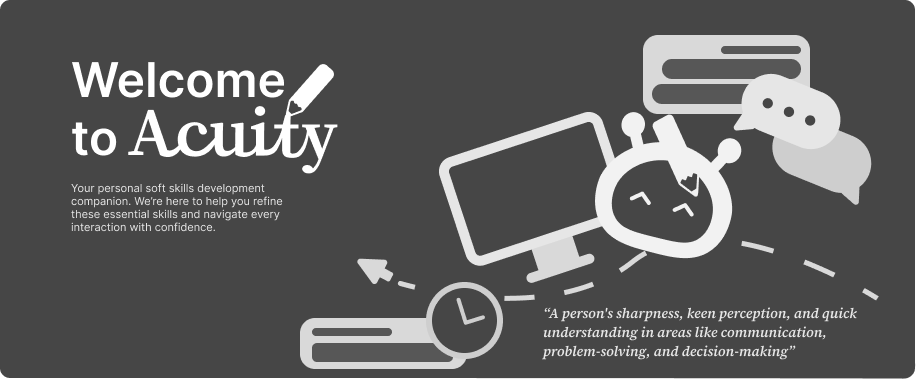 Welcome
to Acuity
Your personal soft skills development
companion. We’re here to help you refine
these essential skills and navigate every
interaction with confidence.
“A person's sharpness, keen perception, and quick
understanding in areas like communication,
problem-solving, and decision-making”